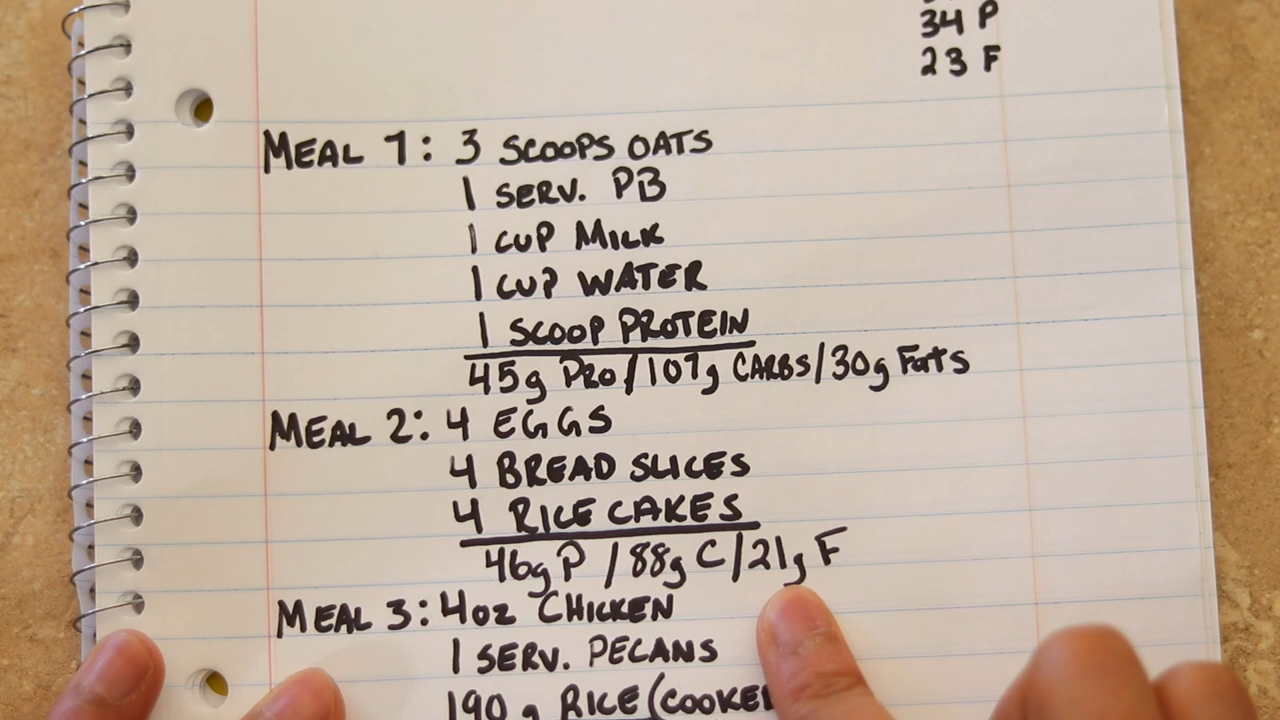 34 P
23 F
MEAL 1: 3 SCOOPS OATS
1 SERV. PB
1 CUP MILK
1 CUP WATER
1 SCOOP PROTEIN
45g PRO/107g CARBS/30g Fats
MEAL 2: 4 EGGS
4 BREAD SLICES
4 RICE CAKES
46g P / 88g C/21g F
MEAL 3: 4oz CHICKEN
1 SERV. PECANS
190 g RICE (COOKE